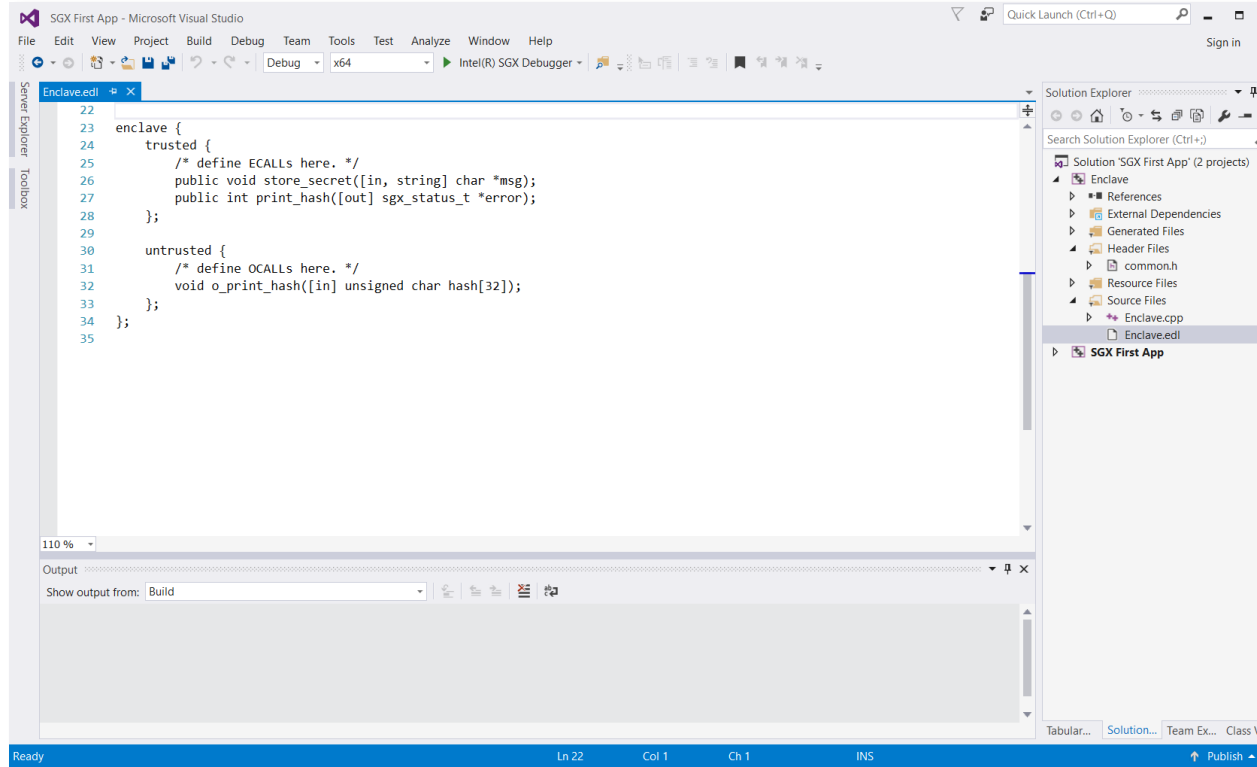 SGX First App - Microsoft Visual Studio
Quick Launch (Ctrl+Q)
File Edit View Project Build Debug Team Tools Test Analyze Window Help
Sign in
Debug x64 Intel(R) SGX Debugger
Server Explorer
Toolbox
Enclave.edl
22
23 enclave {
24 trusted {
25 /* define ECALLs here. */
26 public void store_secret([in, string] char *msg);
27 public int print_hash([out] sgx_status_t *error);
28 };
29
30 untrusted {
31 /* define OCALLs here. */
32 void o_print_hash([in] unsigned char hash[32]);
33 };
34 };
35
110 %
Output
Show output from: Build
Solution Explorer
Search Solution Explorer (Ctrl+;)
Solution 'SGX First App' (2 projects)
Enclave
References
External Dependencies
Generated Files
Header Files
common.h
Resource Files
Source Files
Enclave.cpp
Enclave.edl
SGX First App
Tabular... Solution... Team Ex... Class
Ready Ln 22 Col 1 Ch 1 INS Publish